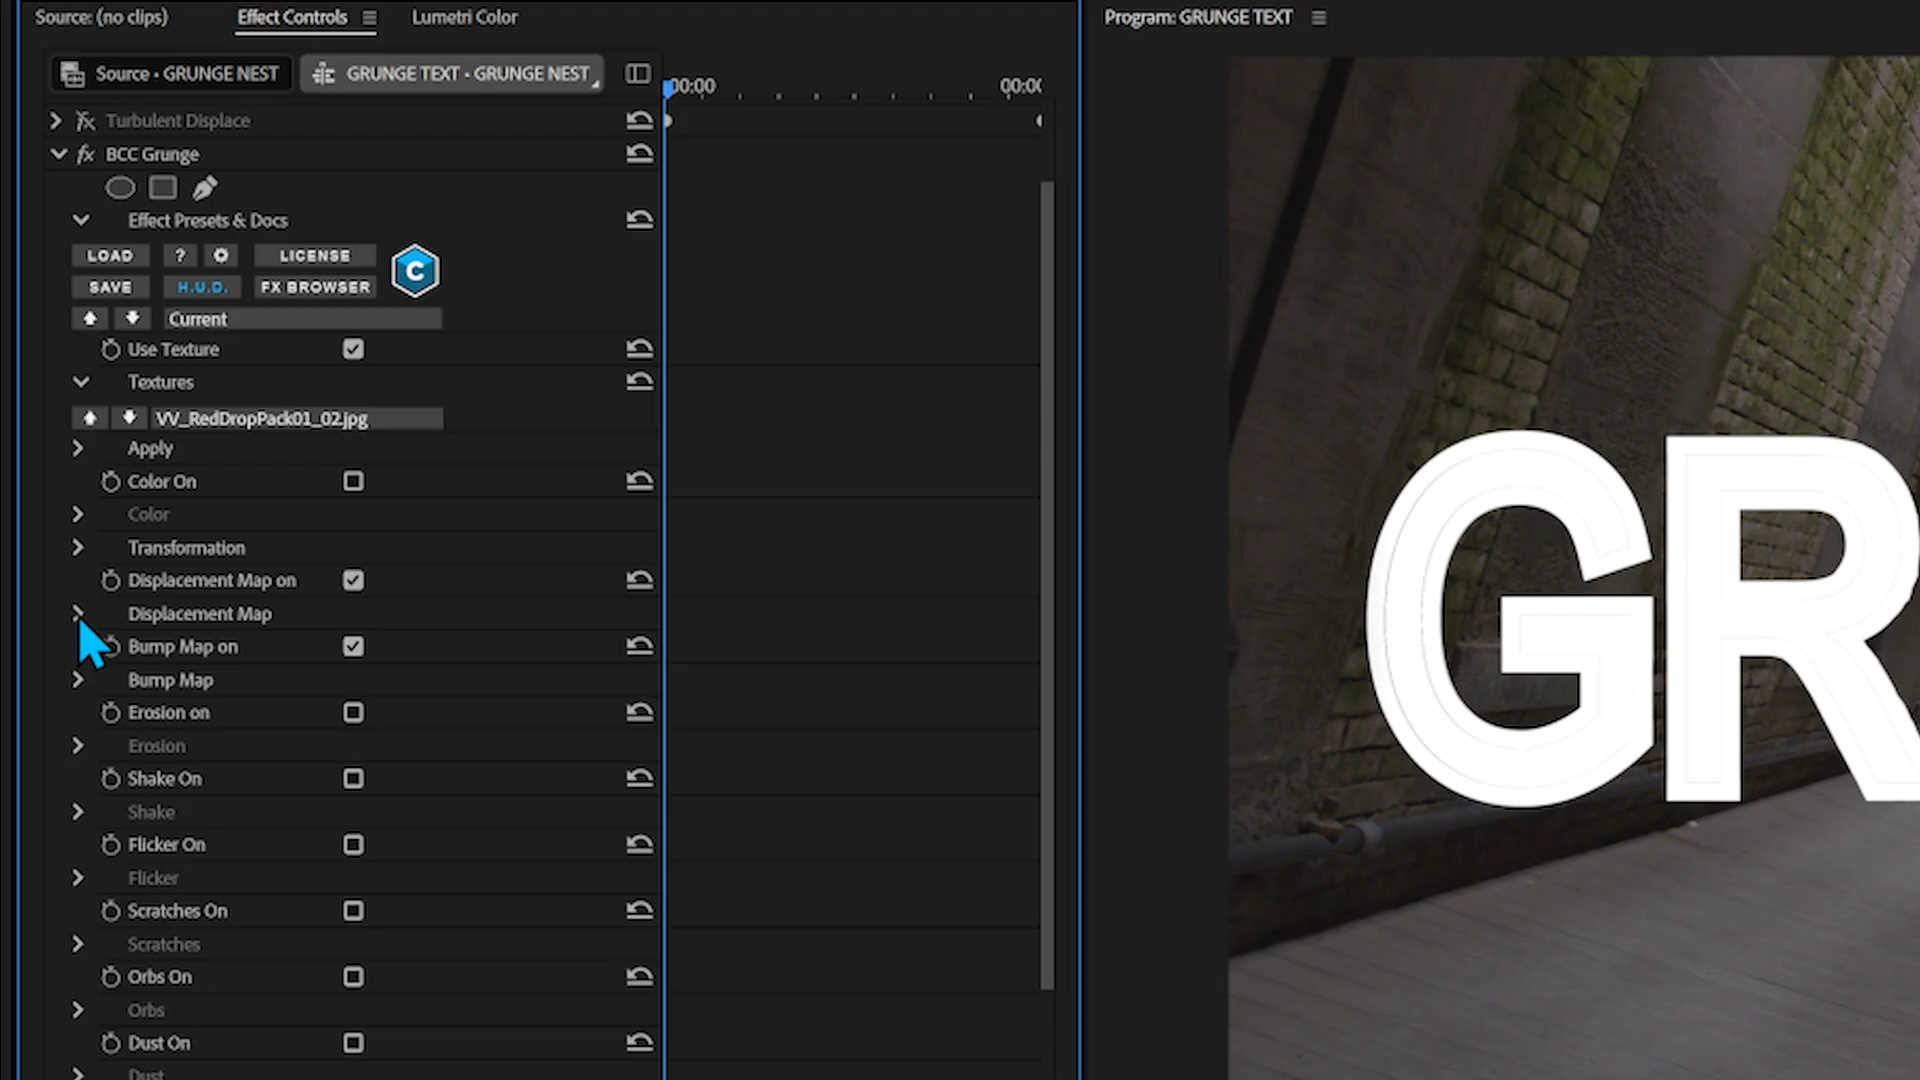 Source: (no clips)
Effect Controls
Lumetri Color
Program: GRUNGE TEXT
Source • GRUNGE NEST
GRUNGE TEXT • GRUNGE NEST
00:00
fx Turbulent Displace
fx BCC Grunge
Effect Presets & Docs
LOAD
?
LICENSE
C
SAVE
H.U.D.
FX BROWSER
Current
Use Texture
Textures
VV_RedDropPack01_02.jpg
Apply
Color On
Color
Transformation
Displacement Map on
Displacement Map
Bump Map on
Bump Map
Erosion on
Erosion
Shake On
Shake
Flicker On
Flicker
Scratches On
Scratches
Orbs On
Orbs
Dust On
Dust
GR